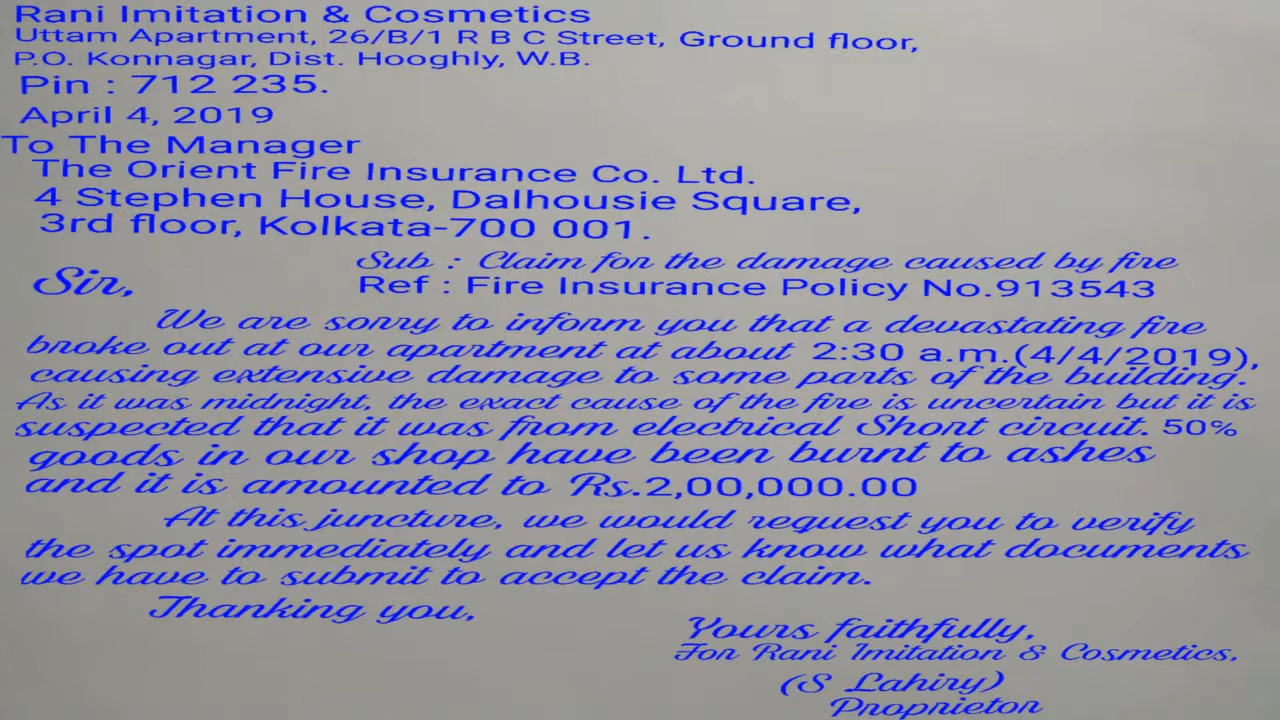 Rani Imitation & Cosmetics
Uttam Apartment, 26/B/1 R B C Street, Ground floor,
P.O. Konnagar, Dist. Hooghly, W.B.
Pin : 712 235.
April 4, 2019
To The Manager
The Orient Fire Insurance Co. Ltd.
4 Stephen House, Dalhousie Square,
3rd floor, Kolkata-700 001.
Sub : Claim for the damage caused by fire
Sir,
Ref : Fire Insurance Policy No.913543
We are sorry to inform you that a devastating fire
broke out at our apartment at about 2:30 a.m.(4/4/2019),
causing extensive damage to some parts of the building.
As it was midnight, the exact cause of the fire is uncertain but it is
suspected that it was from electrical Short circuit. 50%
goods in our shop have been burnt to ashes
and it is amounted to Rs.2,00,000.00
At this juncture, we would request you to verify
the spot immediately and let us know what documents
we have to submit to accept the claim.
Thanking you,
Yours faithfully,
For Rani Imitation & Cosmetics,
(S Lahiry)
Proprietor